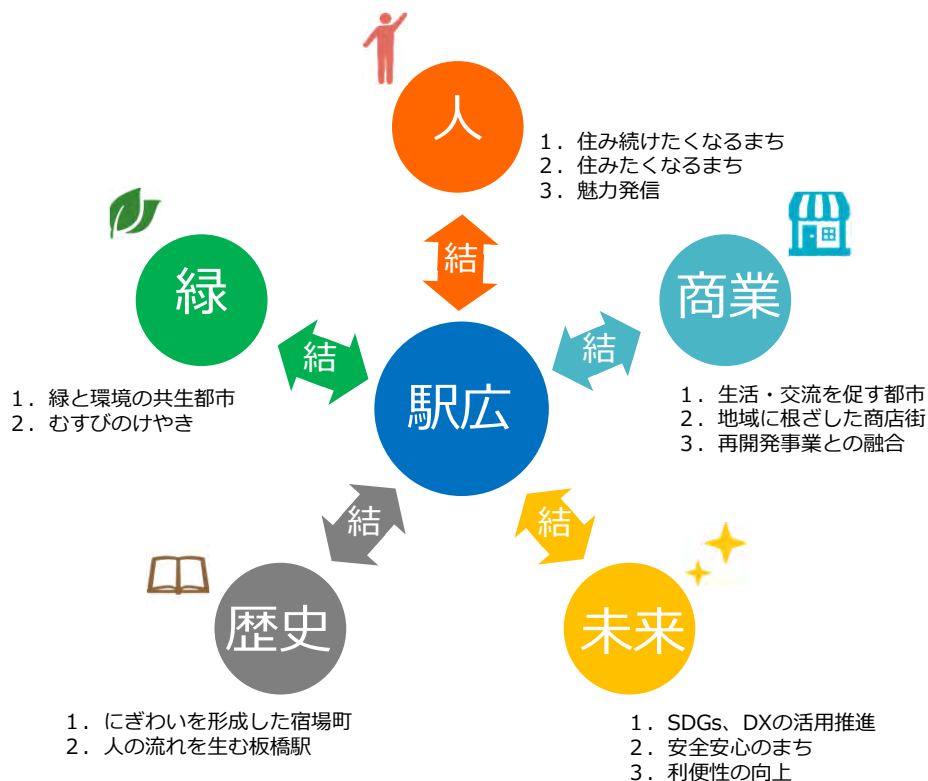 人
1. 住み続けたくなるまち
2. 住みたくなるまち
3. 魅力発信
結
商業
1. 生活・交流を促す都市
2. 地域に根ざした商店街
3. 再開発事業との融合
結
緑
1. 緑と環境の共生都市
2. むすびのけやき
結
駅広
結
歴史
1. にぎわいを形成した宿場町
2. 人の流れを生む板橋駅
結
未来
1. SDGs、DXの活用推進
2. 安全安心のまち
3. 利便性の向上